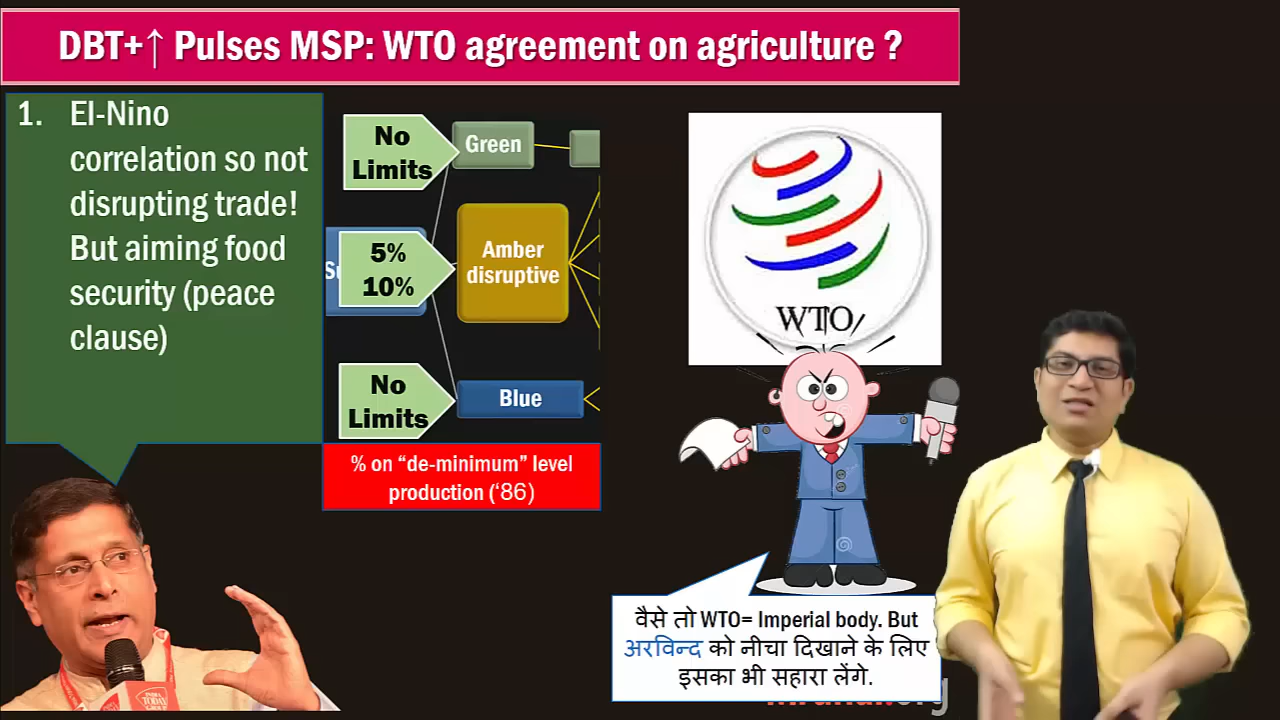 DBT+↑ Pulses MSP: WTO agreement on agriculture ?
1. El-Nino
correlation so not
disrupting trade!
But aiming food
security (peace
clause)
No
Limits
Green
5%
10%
Amber
disruptive
No
Limits
Blue
% on “de-minimum” level
production (‘86)
WTO
वैसे तो WTO= Imperial body. But
अरविन्द को नीचा दिखाने के लिए
इसका भी सहारा लेंगे.
INDIA
TODAY